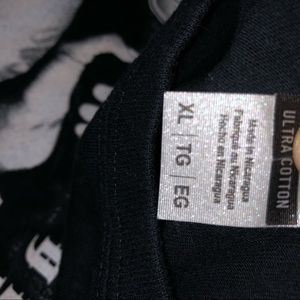 ULTRA COTTON
Made in Nicaragua
Fabriqué au Nicaragua
Hecho en Nicaragua
XL | TG | EG